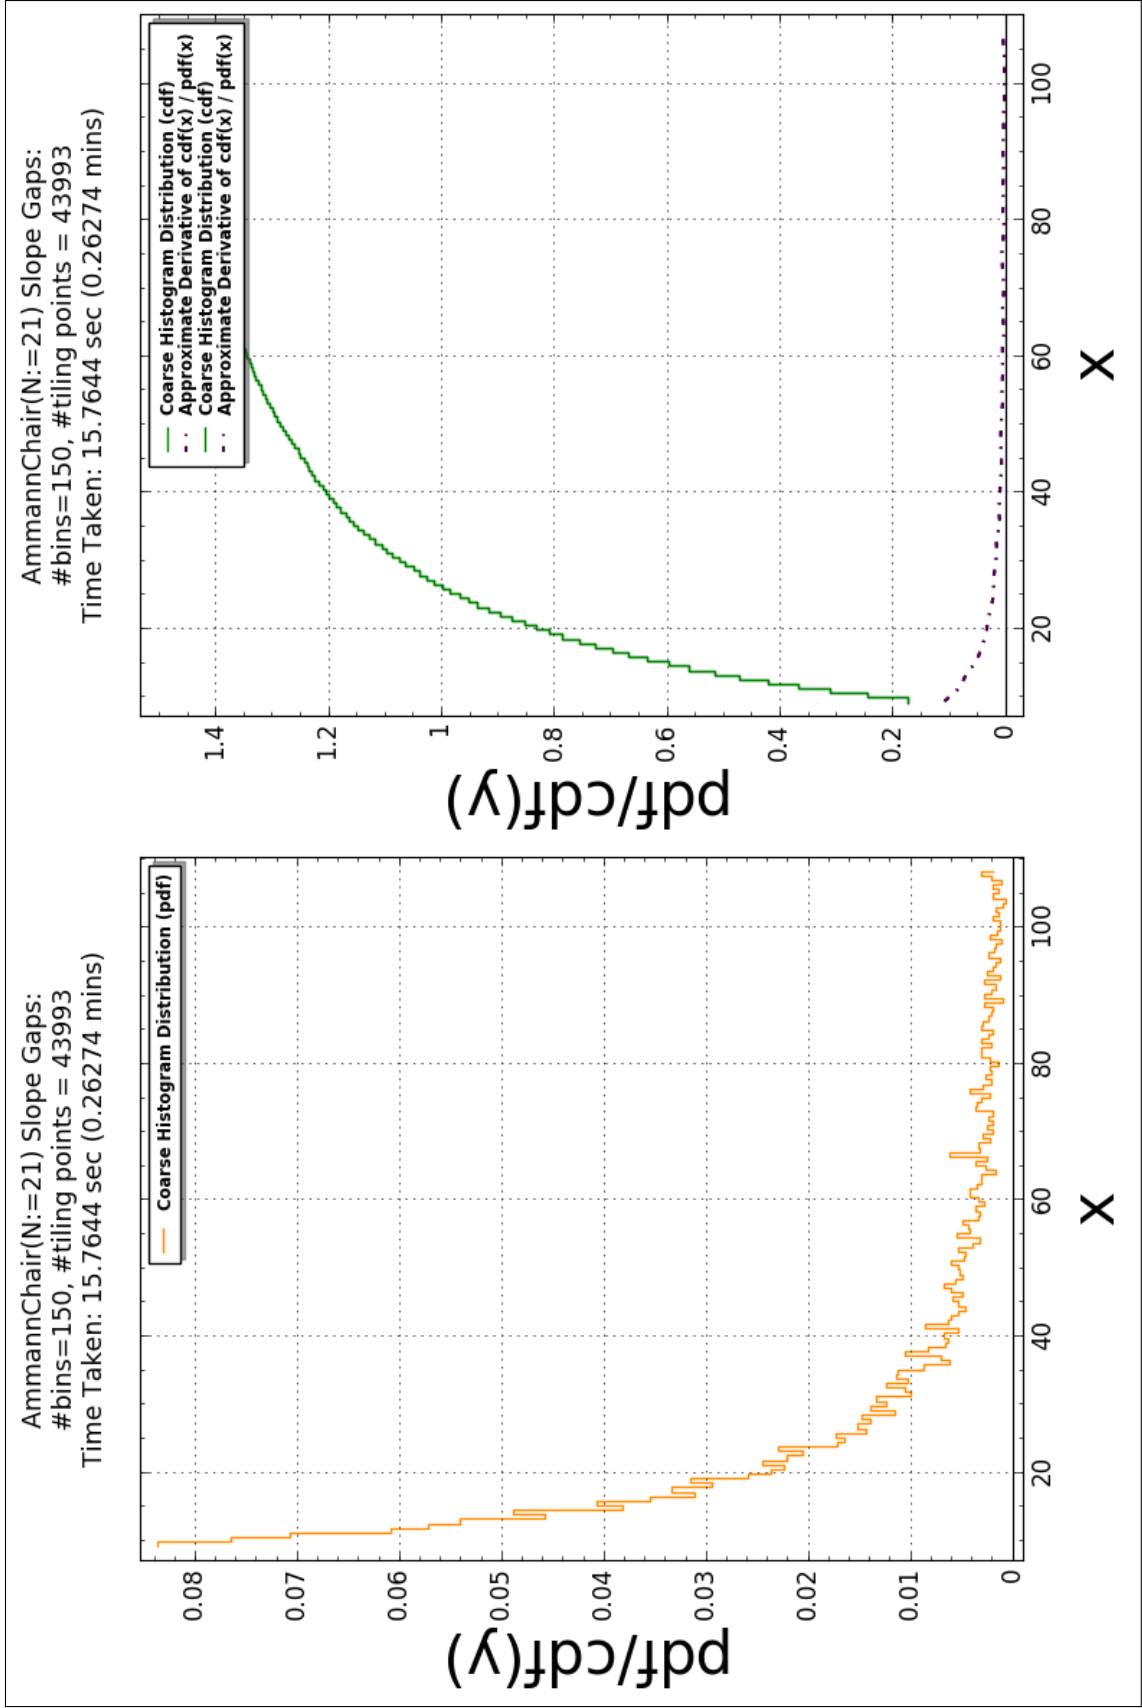 AmmannChair(N:=21) Slope Gaps:
#bins=150, #tiling points = 43993
Time Taken: 15.7644 sec (0.26274 mins)
Coarse Histogram Distribution (pdf)
0.08
0.07
0.06
0.05
0.04
0.03
0.02
0.01
0
20
40
60
80
100
pdf/cdf(y)
X
AmmannChair(N:=21) Slope Gaps:
#bins=150, #tiling points = 43993
Time Taken: 15.7644 sec (0.26274 mins)
Coarse Histogram Distribution (cdf)
Approximate Derivative of cdf(x) / pdf(x)
Coarse Histogram Distribution (cdf)
Approximate Derivative of cdf(x) / pdf(x)
1.4
1.2
1
0.8
0.6
0.4
0.2
0
20
40
60
80
100
pdf/cdf(y)
X